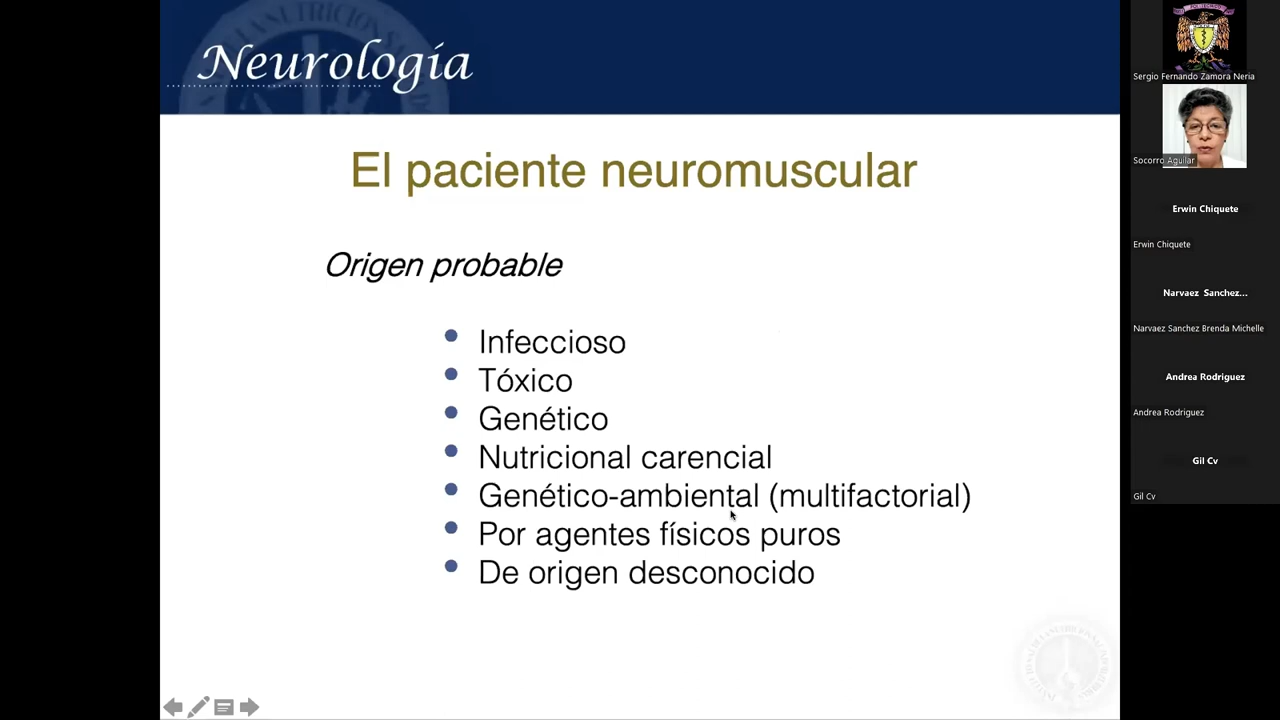 Neurología
El paciente neuromuscular
Origen probable
Infeccioso
Tóxico
Genético
Nutricional carencial
Genético-ambiental (multifactorial)
Por agentes físicos puros
De origen desconocido
Sergio Fernando Zamora Neria
Socorro Aguilar
Erwin Chiquete
Erwin Chiquete
Narvaez Sanchez...
Narvaez Sanchez Brenda Michelle
Andrea Rodriguez
Andrea Rodriguez
Gil Cv
Gil Cv